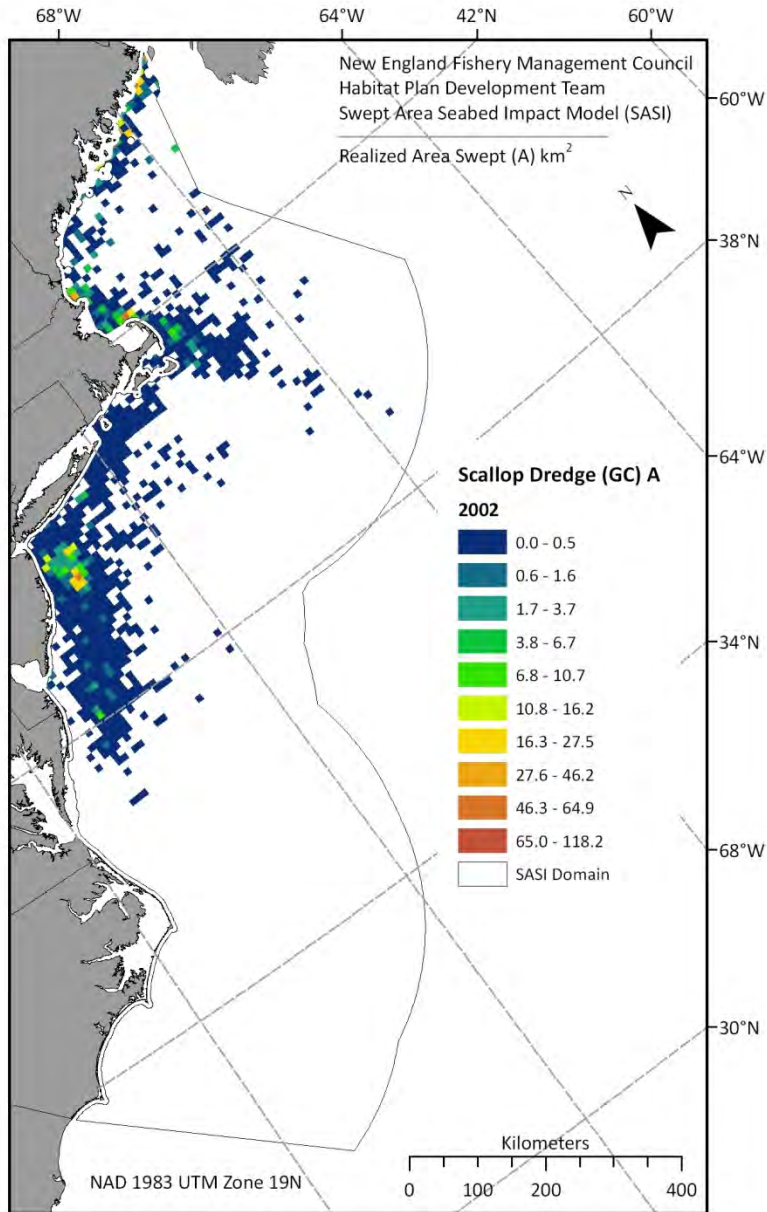 68°W 64°W 42°N 60°W
New England Fishery Management Council
Habitat Plan Development Team
Swept Area Seabed Impact Model (SASI)
Realized Area Swept (A) km²
60°W
N
38°N
64°W
Scallop Dredge (GC) A
2002
0.0 - 0.5
0.6 - 1.6
1.7 - 3.7
3.8 - 6.7
6.8 - 10.7
10.8 - 16.2
16.3 - 27.5
27.6 - 46.2
46.3 - 64.9
65.0 - 118.2
SASI Domain
34°N
68°W
30°N
Kilometers
0 100 200 400
NAD 1983 UTM Zone 19N